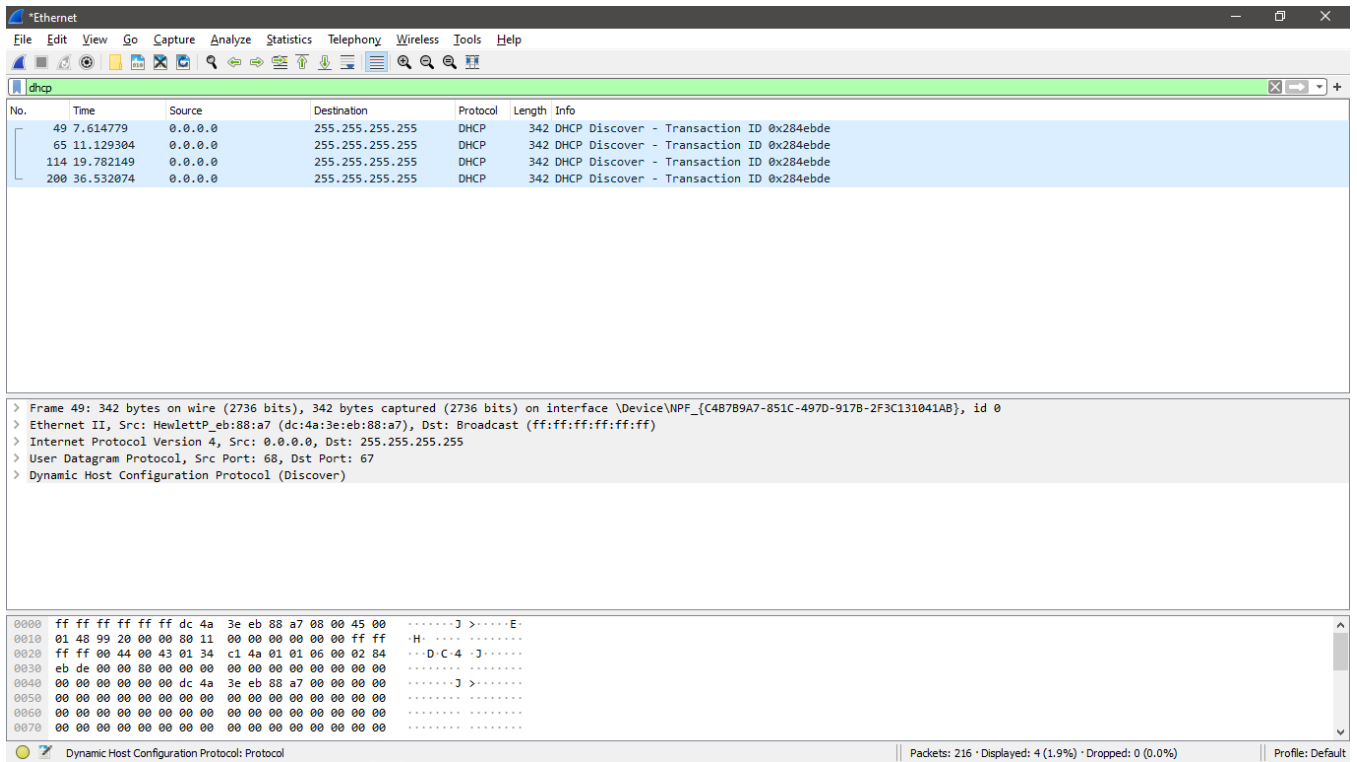 *Ethernet
File Edit View Go Capture Analyze Statistics Telephony Wireless Tools Help
dhcp
No. Time Source Destination Protocol Length Info
49 7.614779 0.0.0.0 255.255.255.255 DHCP 342 DHCP Discover - Transaction ID 0x284ebde
65 11.129304 0.0.0.0 255.255.255.255 DHCP 342 DHCP Discover - Transaction ID 0x284ebde
114 19.782149 0.0.0.0 255.255.255.255 DHCP 342 DHCP Discover - Transaction ID 0x284ebde
200 36.532074 0.0.0.0 255.255.255.255 DHCP 342 DHCP Discover - Transaction ID 0x284ebde
> Frame 49: 342 bytes on wire (2736 bits), 342 bytes captured (2736 bits) on interface \Device\NPF_{C4B7B9A7-851C-497D-917B-2F3C131041AB}, id 0
> Ethernet II, Src: HewlettP_eb:88:a7 (dc:4a:3e:eb:88:a7), Dst: Broadcast (ff:ff:ff:ff:ff:ff)
> Internet Protocol Version 4, Src: 0.0.0.0, Dst: 255.255.255.255
> User Datagram Protocol, Src Port: 68, Dst Port: 67
> Dynamic Host Configuration Protocol (Discover)
0000 ff ff ff ff ff ff dc 4a 3e eb 88 a7 08 00 45 00 ·······J >·····E·
0010 01 48 99 20 00 00 80 11 00 00 00 00 00 00 ff ff ·H· ···· ········
0020 ff ff 00 44 00 43 01 34 c1 4a 01 01 06 00 02 84 ···D·C·4 ·J······
0030 eb de 00 00 80 00 00 00 00 00 00 00 00 00 00 00 ········ ········
0040 00 00 00 00 00 00 dc 4a 3e eb 88 a7 00 00 00 00 ·······J >·······
0050 00 00 00 00 00 00 00 00 00 00 00 00 00 00 00 00 ········ ········
0060 00 00 00 00 00 00 00 00 00 00 00 00 00 00 00 00 ········ ········
0070 00 00 00 00 00 00 00 00 00 00 00 00 00 00 00 00 ········ ········
Dynamic Host Configuration Protocol: Protocol Packets: 216 · Displayed: 4 (1.9%) · Dropped: 0 (0.0%) Profile: Default